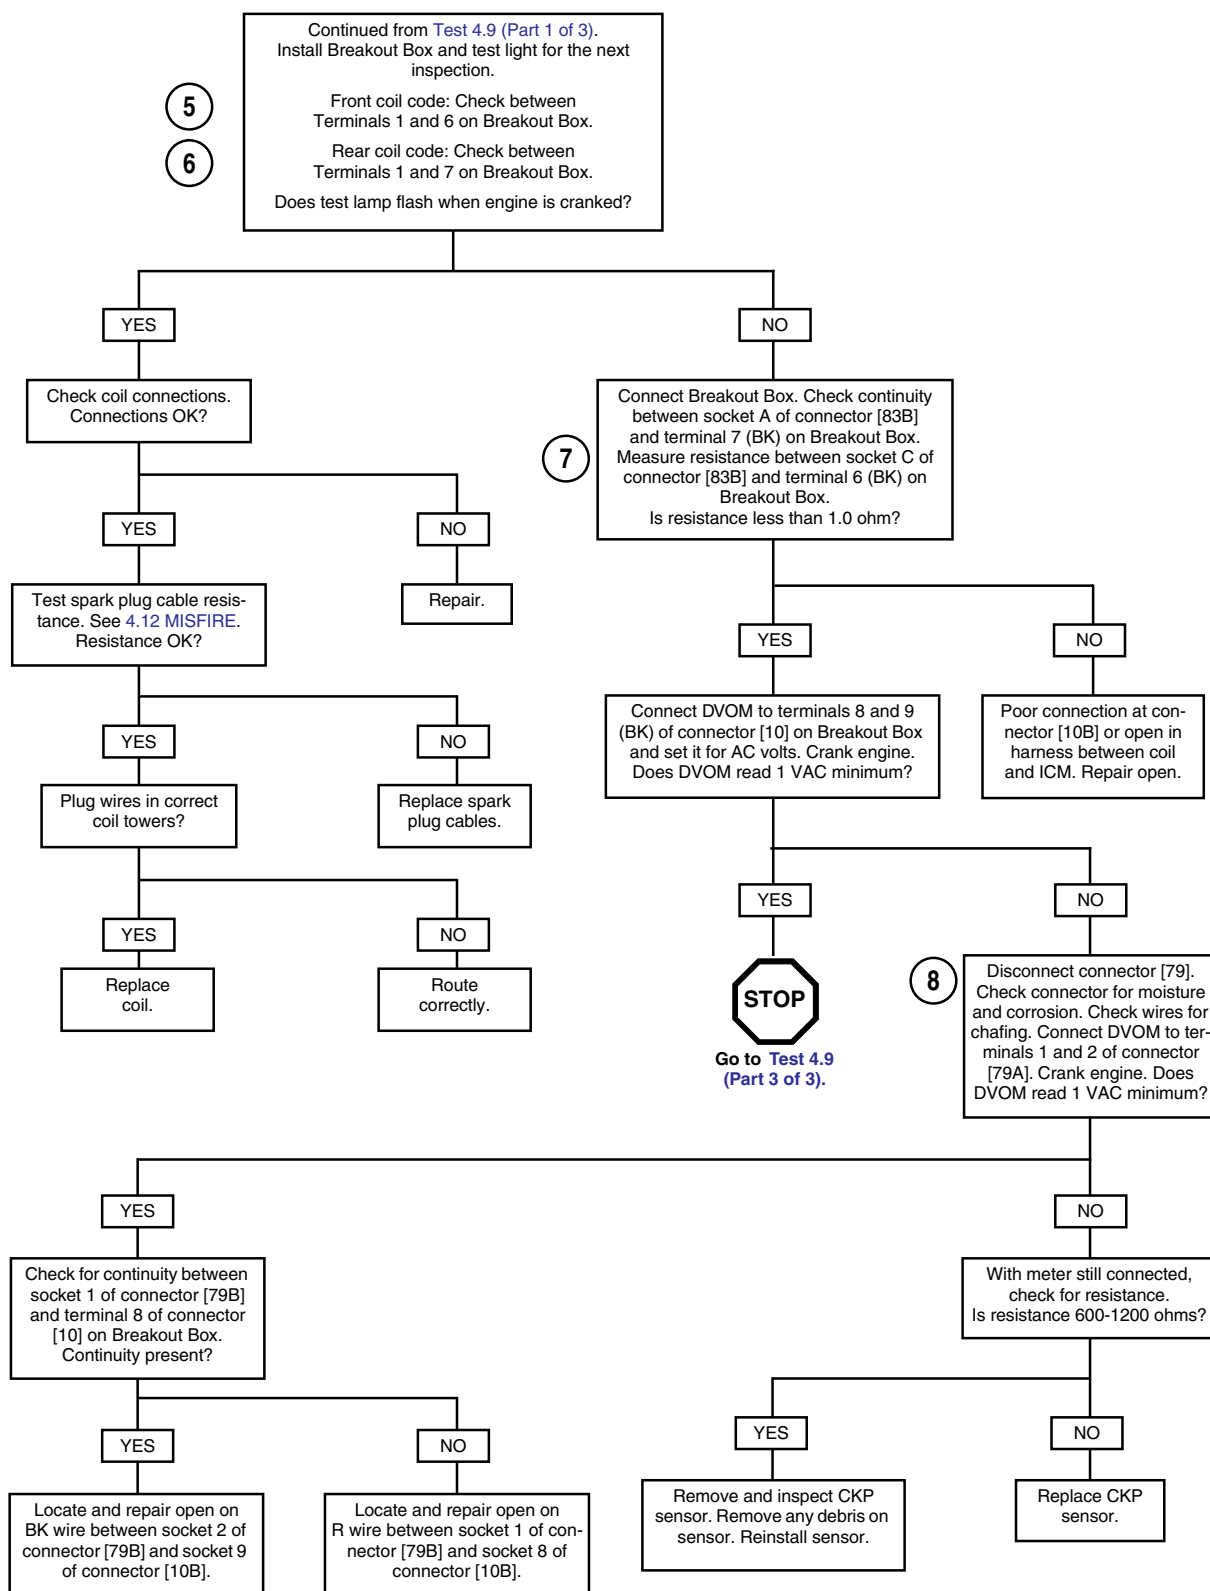 Continued from Test 4.9 (Part 1 of 3).
Install Breakout Box and test light for the next
inspection.
5
Front coil code: Check between
Terminals 1 and 6 on Breakout Box.
6
Rear coil code: Check between
Terminals 1 and 7 on Breakout Box.
Does test lamp flash when engine is cranked?
YES
NO
Check coil connections.
Connections OK?
7
Connect Breakout Box. Check continuity
between socket A of connector [83B]
and terminal 7 (BK) on Breakout Box.
Measure resistance between socket C of
connector [83B] and terminal 6 (BK) on
Breakout Box.
Is resistance less than 1.0 ohm?
YES
NO
Test spark plug cable resis-
tance. See 4.12 MISFIRE.
Resistance OK?
Repair.
YES
NO
YES
NO
Connect DVOM to terminals 8 and 9
(BK) of connector [10] on Breakout Box
and set it for AC volts. Crank engine.
Does DVOM read 1 VAC minimum?
Poor connection at con-
nector [10B] or open in
harness between coil
and ICM. Repair open.
Plug wires in correct
coil towers?
Replace spark
plug cables.
YES
NO
YES
NO
Replace
coil.
Route
correctly.
STOP
Go to Test 4.9
(Part 3 of 3).
8
Disconnect connector [79].
Check connector for moisture
and corrosion. Check wires for
chafing. Connect DVOM to ter-
minals 1 and 2 of connector
[79A]. Crank engine. Does
DVOM read 1 VAC minimum?
YES
NO
Check for continuity between
socket 1 of connector [79B]
and terminal 8 of connector
[10] on Breakout Box.
Continuity present?
With meter still connected,
check for resistance.
Is resistance 600-1200 ohms?
YES
NO
YES
NO
Locate and repair open on
BK wire between socket 2 of
connector [79B] and socket 9
of connector [10B].
Locate and repair open on
R wire between socket 1 of con-
nector [79B] and socket 8 of
connector [10B].
Remove and inspect CKP
sensor. Remove any debris on
sensor. Reinstall sensor.
Replace CKP
sensor.